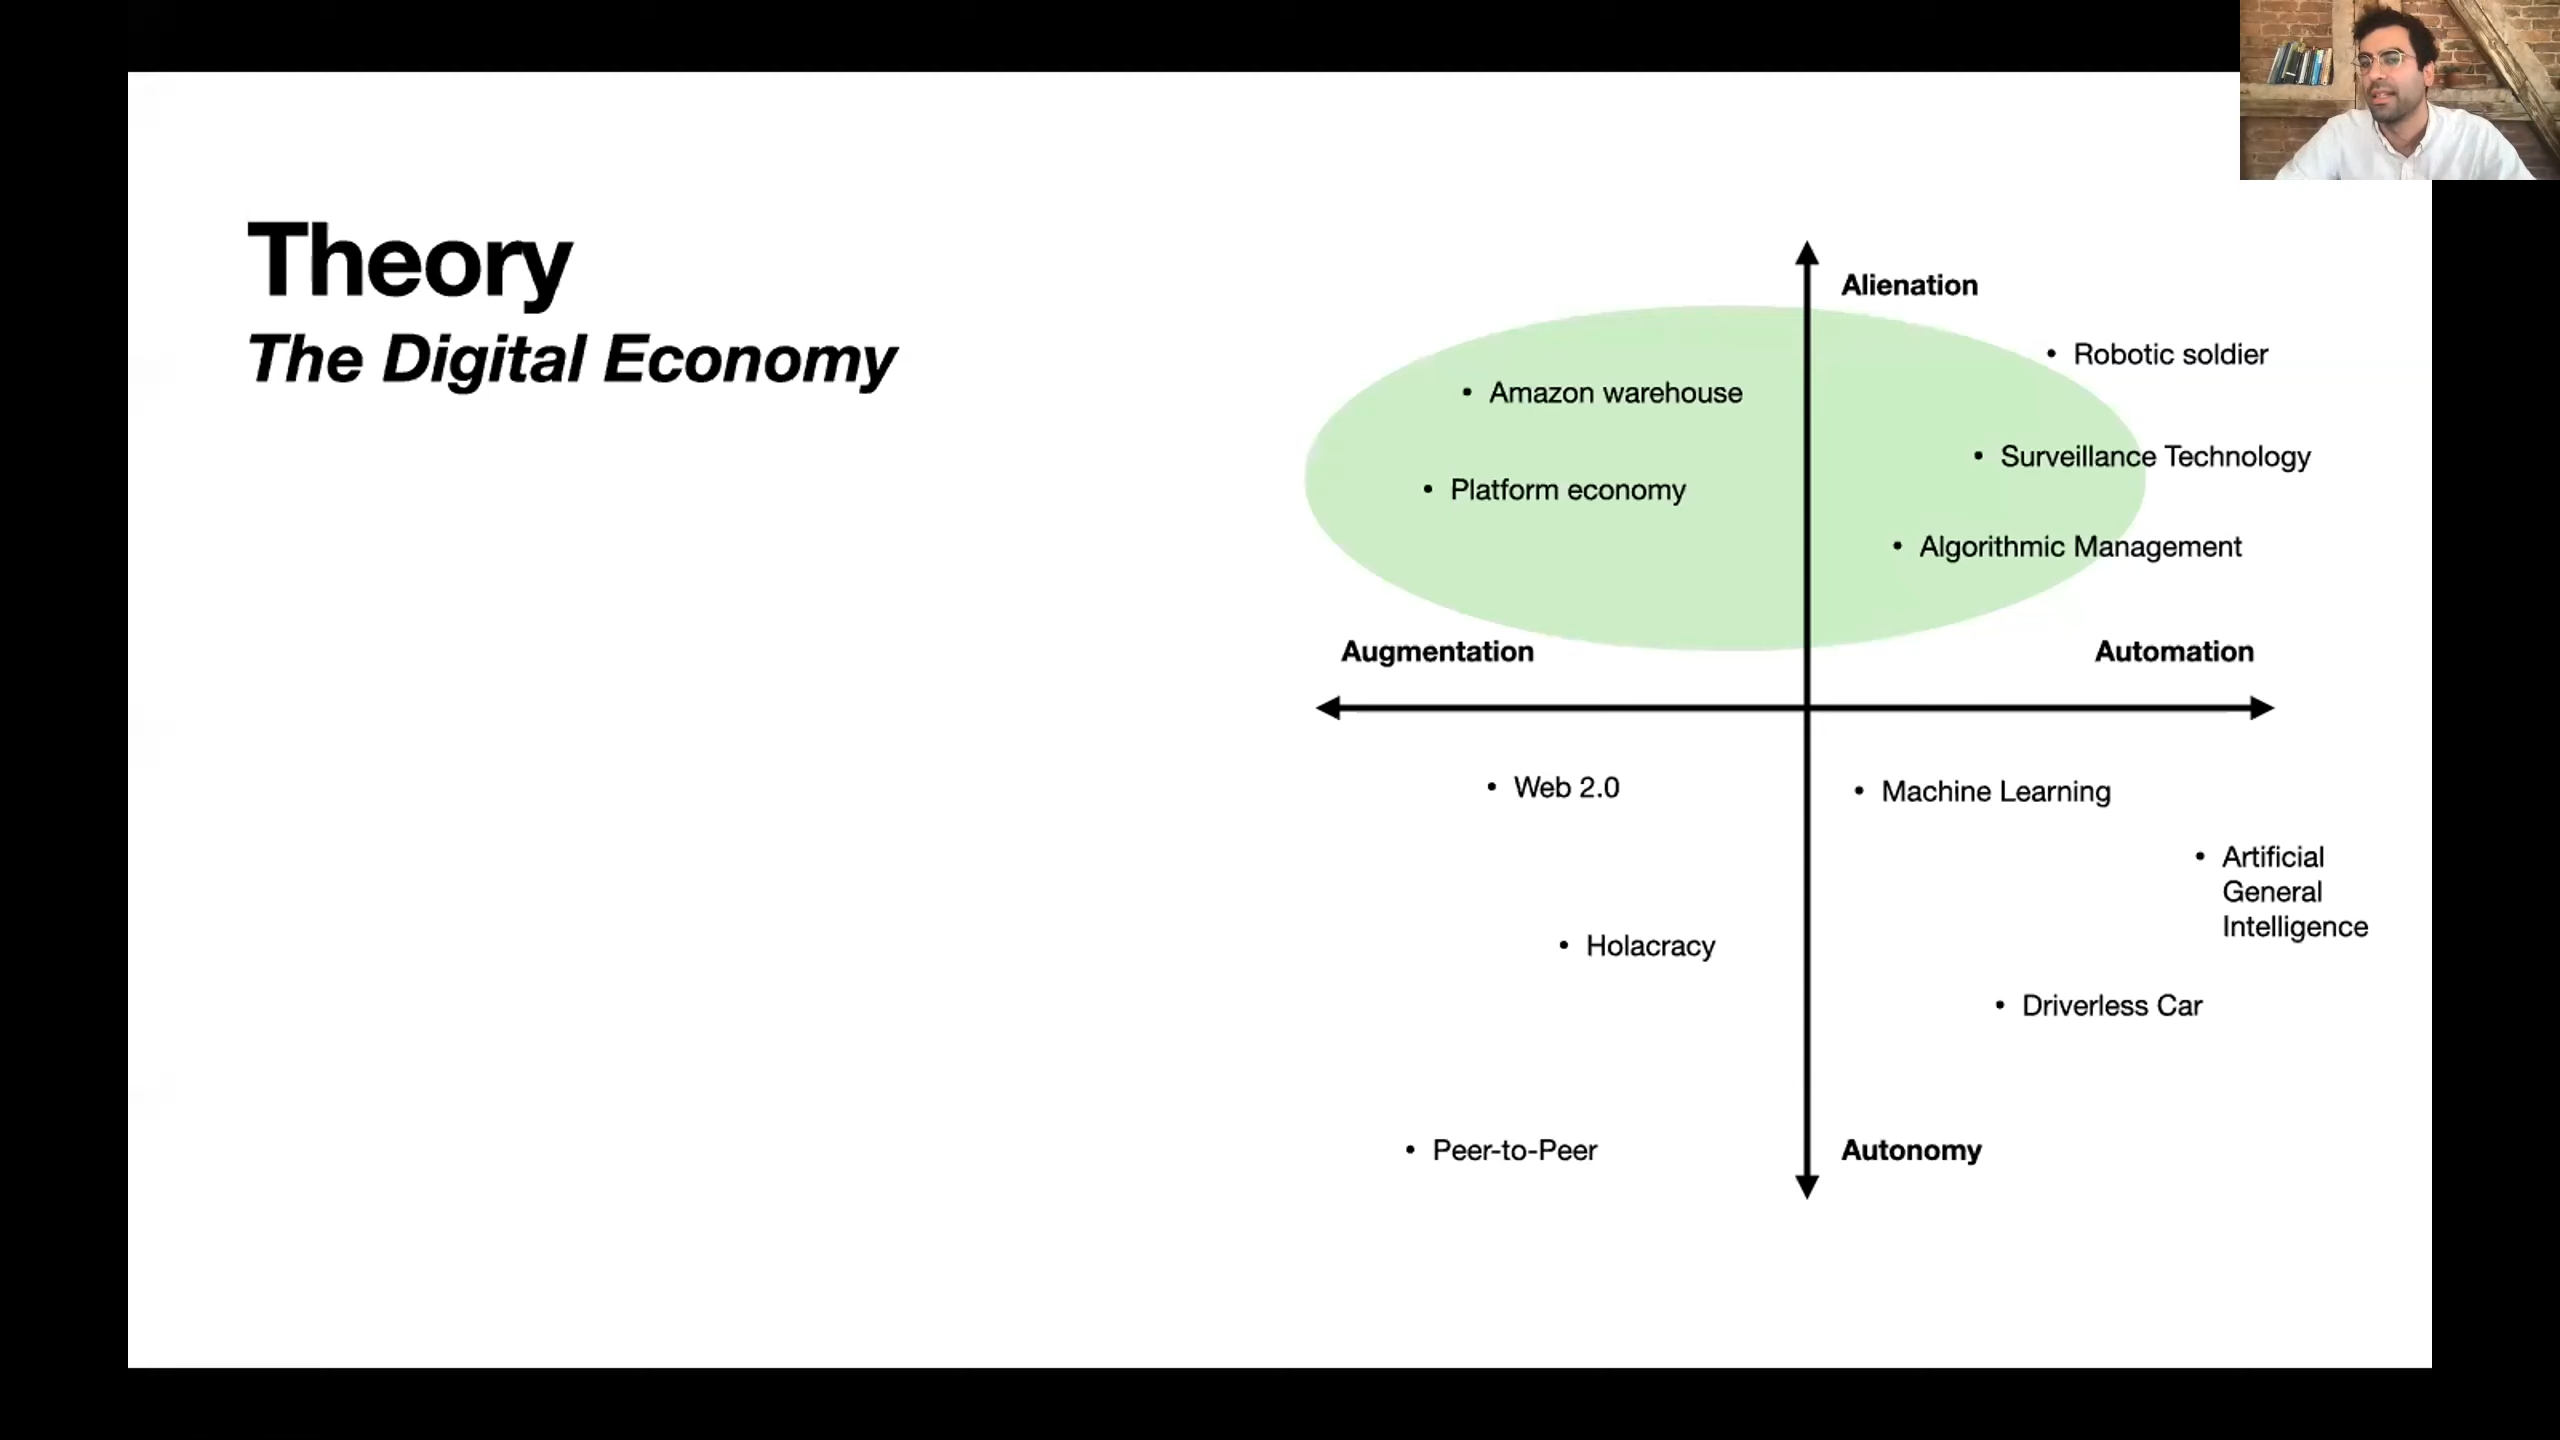 Theory
The Digital Economy
Alienation
• Robotic soldier
• Amazon warehouse
• Surveillance Technology
• Platform economy
• Algorithmic Management
Augmentation
Automation
• Web 2.0
• Machine Learning
• Artificial
General
Intelligence
• Holacracy
• Driverless Car
• Peer-to-Peer
Autonomy